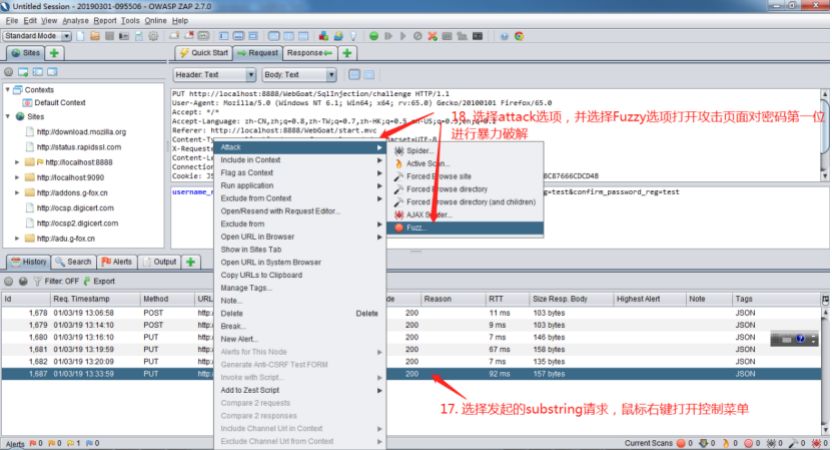 Untitled Session - 20190301-095506 - OWASP ZAP 2.7.0
File Edit View Analyse Report Tools Online Help
Standard Mode
Sites
Quick Start Request Response
Header: Text Body: Text
Contexts
Default Context
Sites
http://download.mozilla.org
http://status.rapidssl.com
http://localhost:8888
http://localhost:9090
http://addons.g-fox.cn
http://ocsp.digicert.com
http://ocsp2.digicert.com
http://adu.g-fox.cn
PUT http://localhost:8888/WebGoat/SqlInjection/challenge HTTP/1.1
User-Agent: Mozilla/5.0 (Windows NT 6.1; Win64; x64; rv:65.0) Gecko/20100101 Firefox/65.0
Accept: */*
Accept-Language: zh-CN,zh;q=0.8,zh-TW;q=0.7,zh-HK;q=0.5,en-US;q=0.3,en;q=0.2
Referer: http://localhost:8888/WebGoat/start.mvc
Content-Ty
charset=UTF-8
X-Reques
Content-L
Connection
Cookie: JS
8C87666CDCD48
username_r
eg=test&confirm_password_reg=test
18. 选择attack选项，并选择Fuzzy选项打开攻击页面对密码第一位
进行暴力破解
Attack
Include in Context
Flag as Context
Run application
Exclude from Context
Open/Resend with Request Editor...
Exclude from
Open URL in Browser
Show in Sites Tab
Open URL in System Browser
Copy URLs to Clipboard
Manage Tags...
Note...
Delete Delete
Break...
New Alert...
Alerts for This Node
Generate Anti-CSRF Test FORM
Invoke with Script...
Add to Zest Script
Compare 2 requests
Compare 2 responses
Include Channel Url in Context
Exclude Channel Url from Context
Spider...
Active Scan...
Forced Browse site
Forced Browse directory
Forced Browse directory (and children)
AJAX Spider...
Fuzz...
History Search Alerts Output
Filter: OFF Export
Id Req. Timestamp Method URL de Reason RTT Size Resp. Body Highest Alert Note Tags
1,678 01/03/19 13:06:58 POST http: 200 11 ms 103 bytes JSON
1,679 01/03/19 13:14:10 POST http: 200 9 ms 103 bytes JSON
1,680 01/03/19 13:16:10 PUT http: 200 7 ms 146 bytes JSON
1,681 01/03/19 13:19:59 PUT http: 200 67 ms 158 bytes JSON
1,682 01/03/19 13:20:09 PUT http: 200 7 ms 135 bytes JSON
1,687 01/03/19 13:33:59 PUT http: 200 92 ms 157 bytes JSON
17. 选择发起的substring请求，鼠标右键打开控制菜单
Alerts 0 0 1 0 Current Scans 0 0 0 0 0 0 0